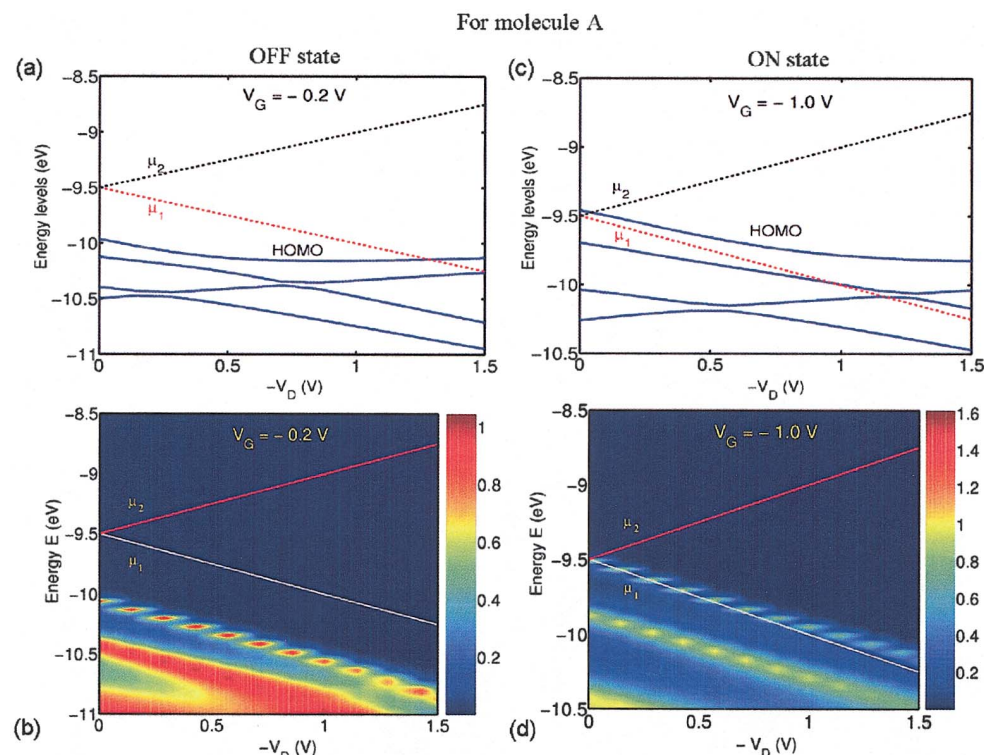 For molecule A
OFF state
ON state
(a)
V_G = - 0.2 V
μ_2
μ_1
HOMO
Energy levels (eV)
-8.5
-9
-9.5
-10
-10.5
-11
0
0.5
1
1.5
-V_D (V)
(c)
V_G = - 1.0 V
μ_2
μ_1
HOMO
Energy levels (eV)
-8.5
-9
-9.5
-10
-10.5
0
0.5
1
1.5
-V_D (V)
(b)
V_G = - 0.2 V
μ_2
μ_1
Energy E (eV)
-8.5
-9
-9.5
-10
-10.5
-11
0
0.5
1
1.5
-V_D (V)
1
0.8
0.6
0.4
0.2
(d)
V_G = - 1.0 V
μ_2
μ_1
Energy E (eV)
-8.5
-9
-9.5
-10
-10.5
0
0.5
1
1.5
-V_D (V)
1.6
1.4
1.2
1
0.8
0.6
0.4
0.2